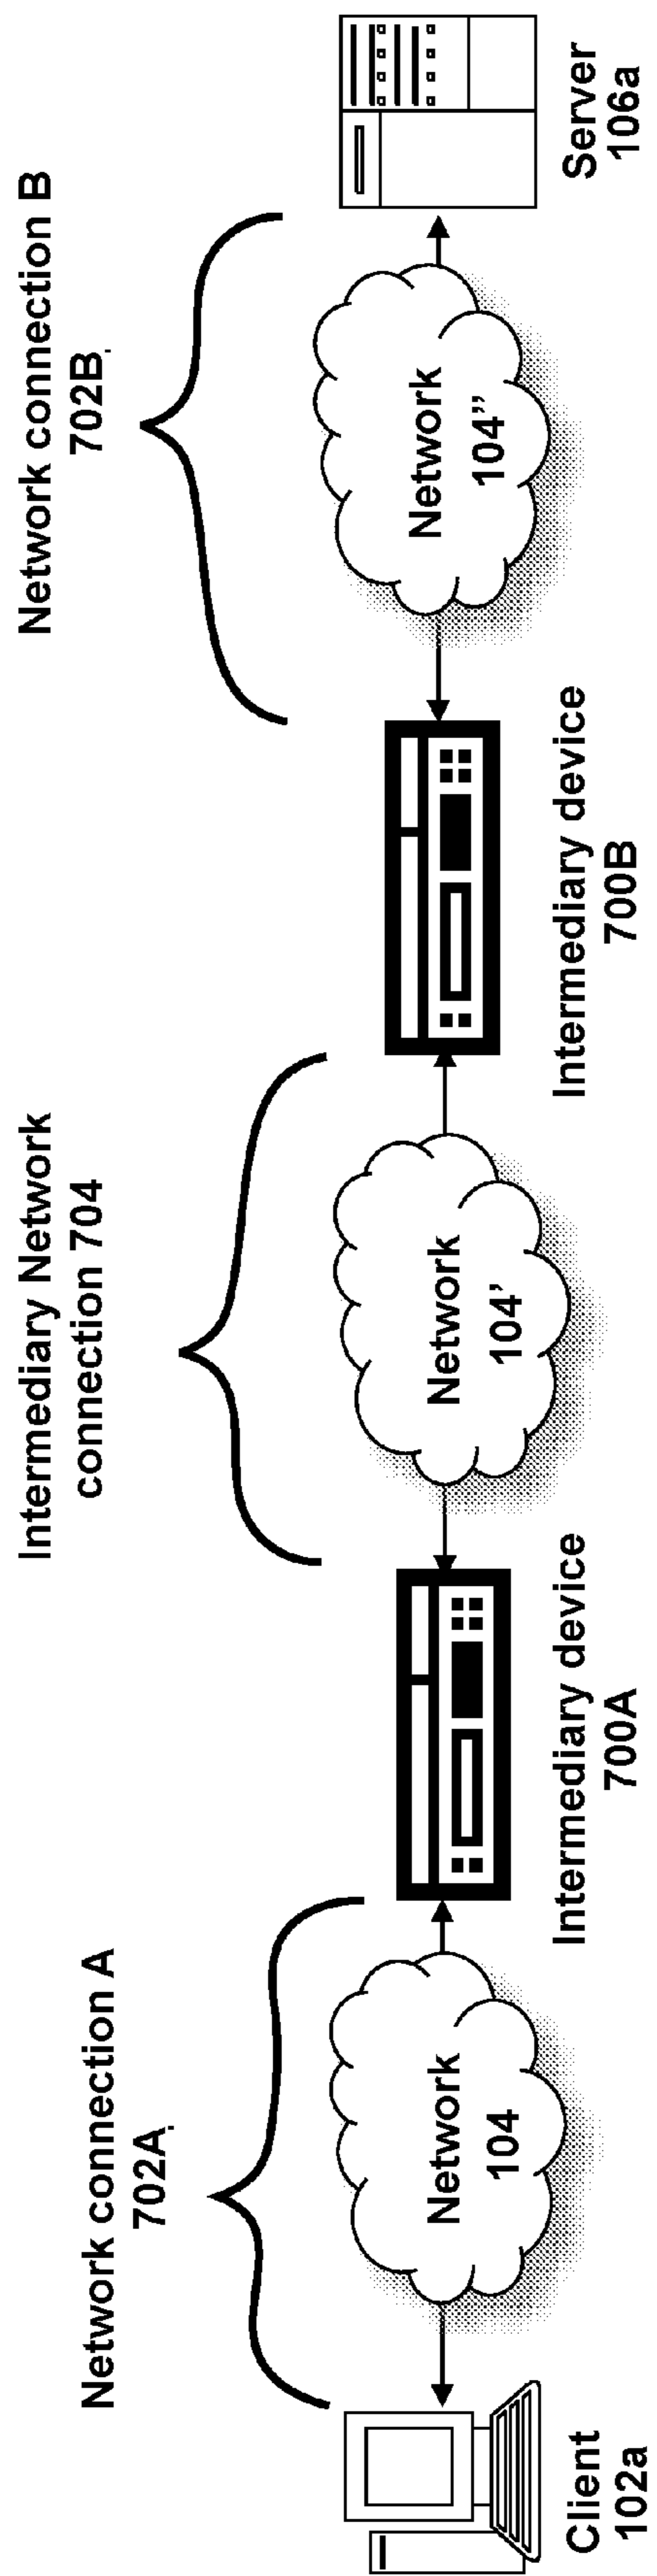 Network connection A
702A
Intermediary Network
connection 704
Network connection B
702B
Network
104
Network
104'
Network
104”
Client
102a
Intermediary device
700A
Intermediary device
700B
Server
106a